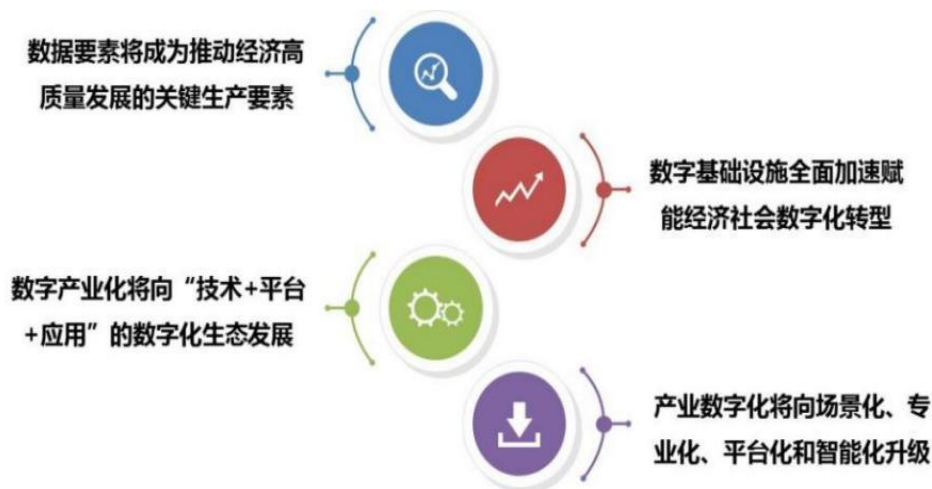 数据要素将成为推动经济高
质量发展的关键生产要素
数字基础设施全面加速赋
能经济社会数字化转型
数字产业化将向“技术+平台
+应用”的数字化生态发展
产业数字化将向场景化、专
业化、平台化和智能化升级